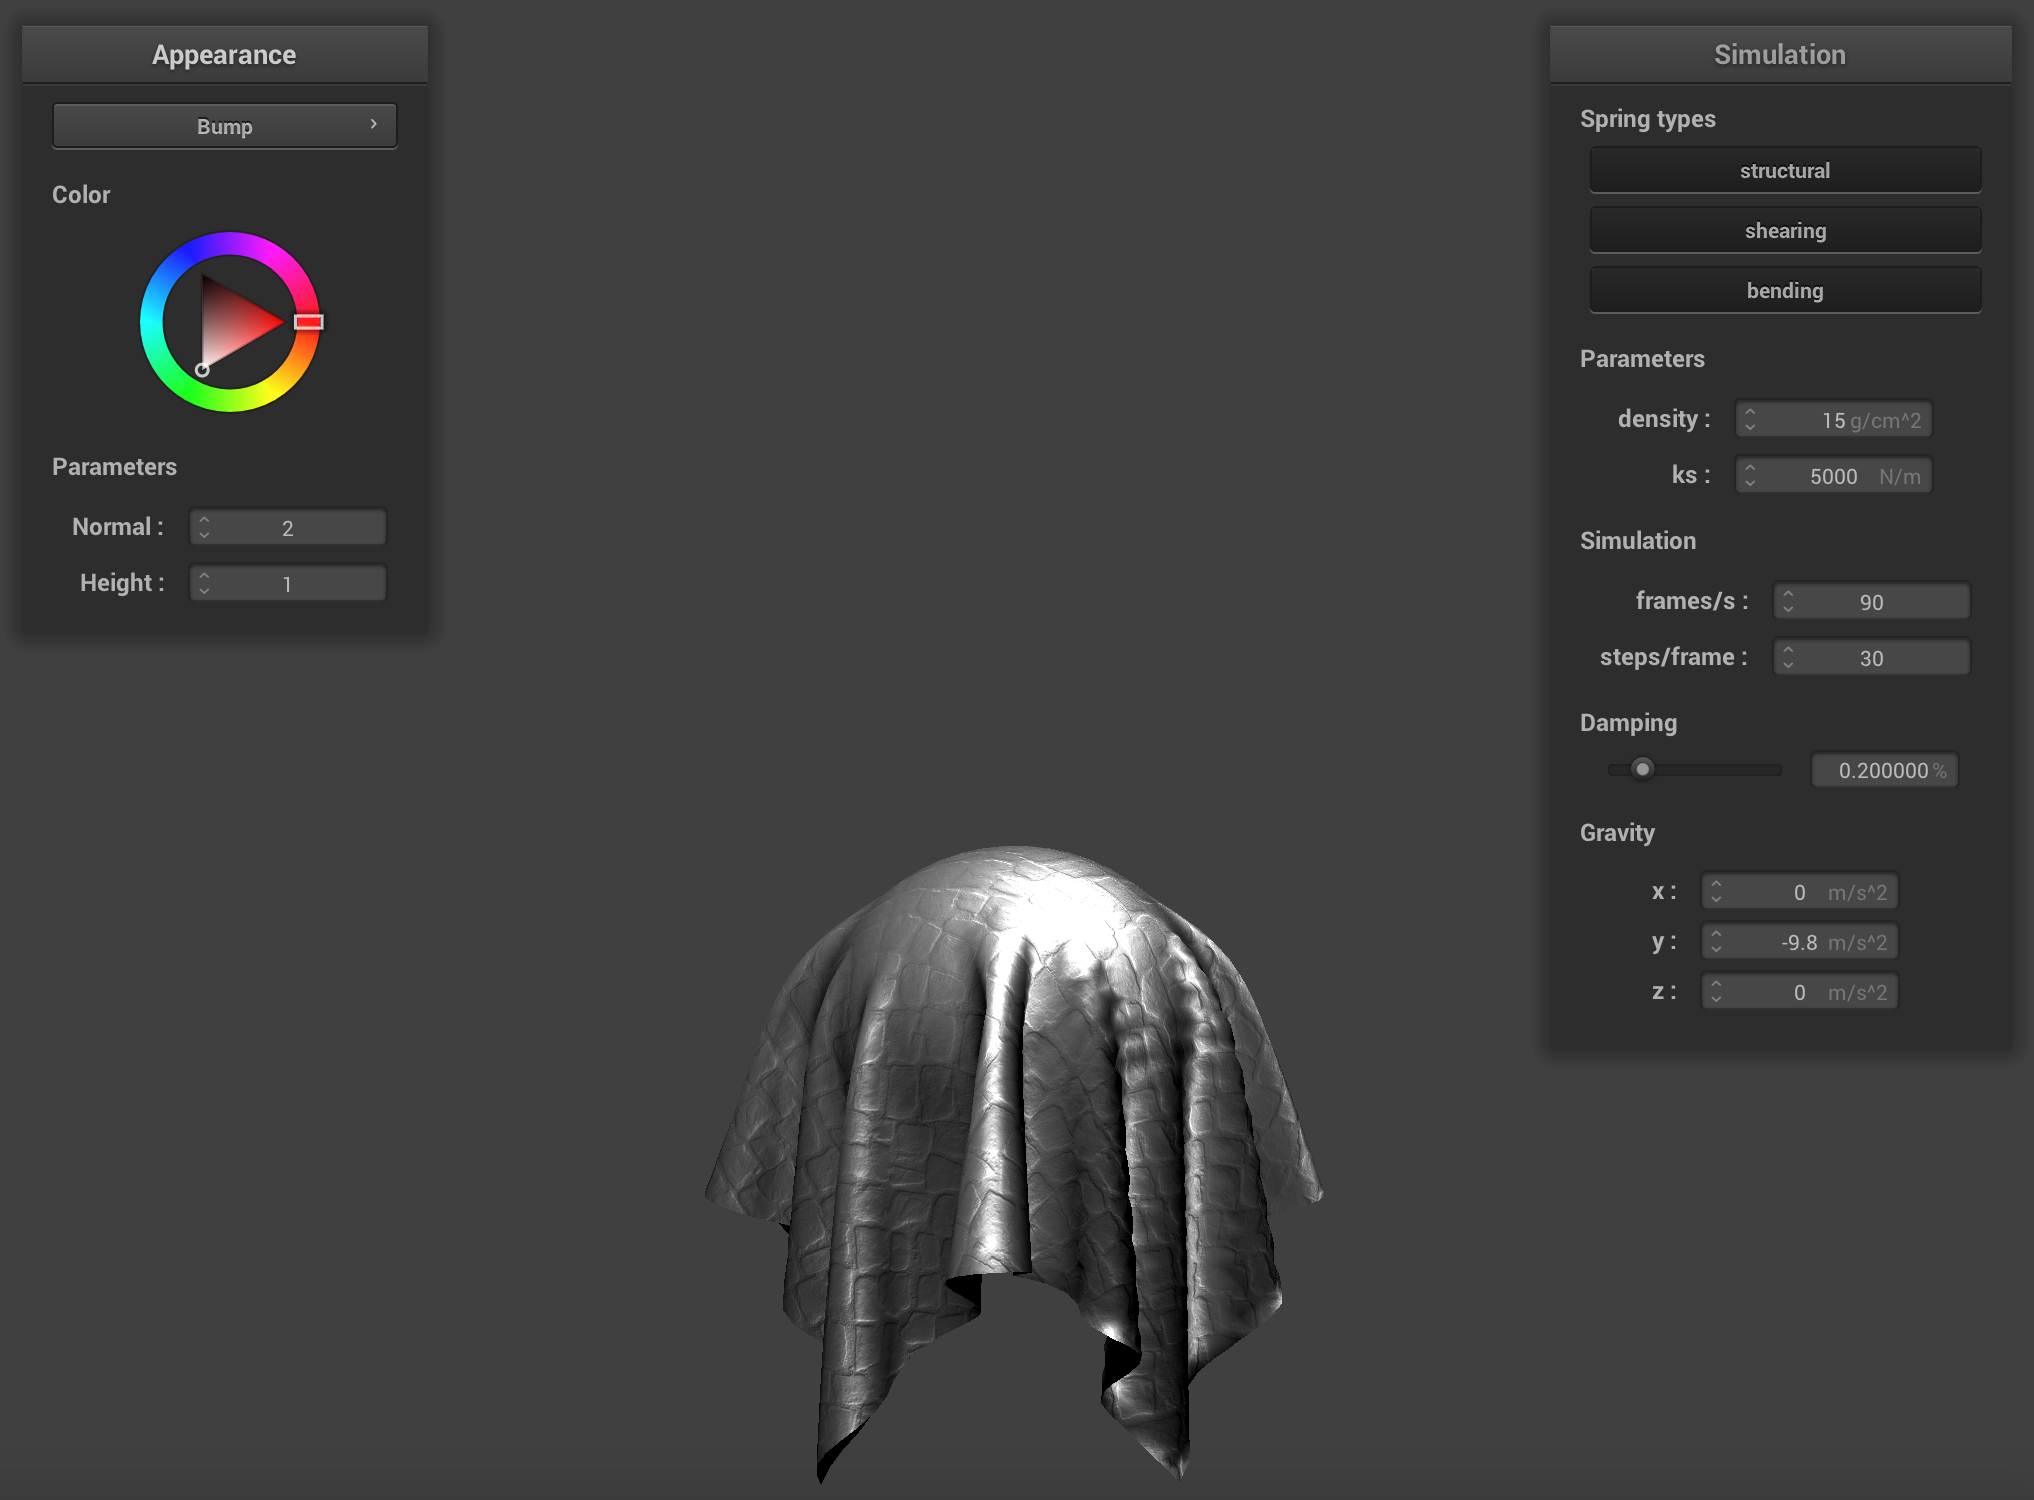 Appearance
Bump
Color
Parameters
Normal : 2
Height : 1
Simulation
Spring types
structural
shearing
bending
Parameters
density : 15 g/cm^2
ks : 5000 N/m
Simulation
frames/s : 90
steps/frame : 30
Damping
0.200000 %
Gravity
x : 0 m/s^2
y : -9.8 m/s^2
z : 0 m/s^2